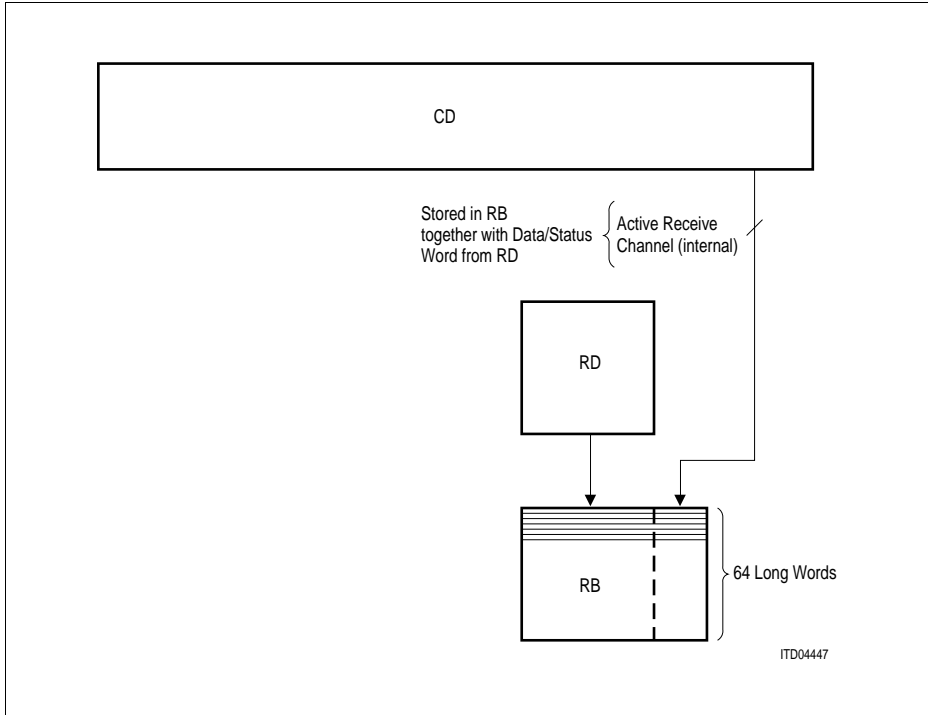 CD
Stored in RB
together with Data/Status
Word from RD
Active Receive
Channel (internal)
RD
RB
64 Long Words
ITD04447